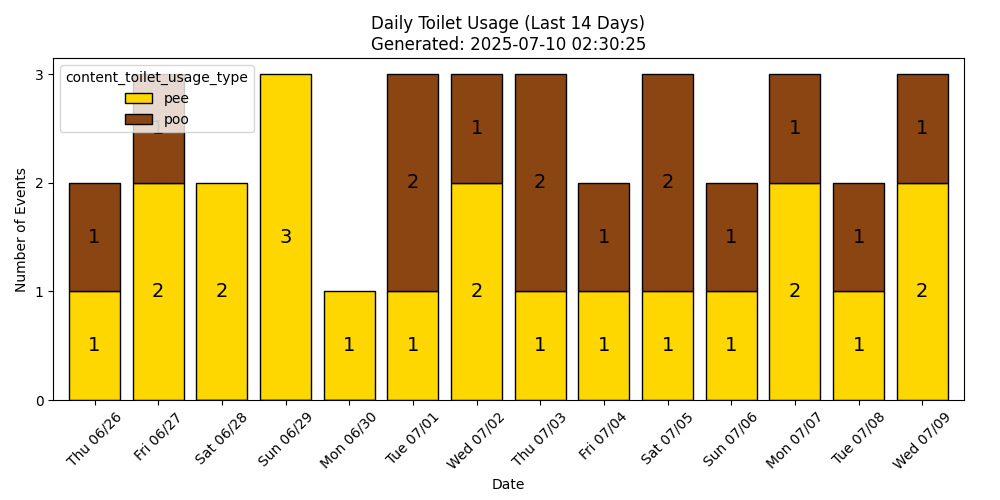 Daily Toilet Usage (Last 14 Days)
Generated: 2025-07-10 02:30:25
content_toilet_usage_type
pee
poo
Number of Events
3
2
1
0
1 1 1 2 2 3 1 2 1 1 2 2 1 1 1 2 1 1 1 2 1 1 2
1
Thu 06/26 Fri 06/27 Sat 06/28 Sun 06/29 Mon 06/30 Tue 07/01 Wed 07/02 Thu 07/03 Fri 07/04 Sat 07/05 Sun 07/06 Mon 07/07 Tue 07/08 Wed 07/09
Date